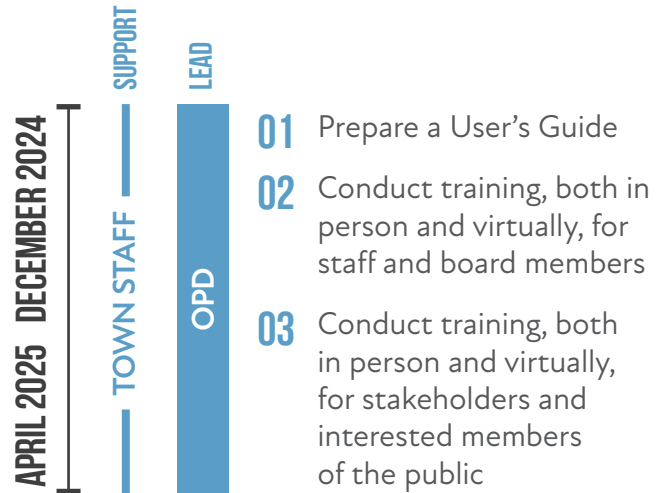 SUPPORT
LEAD
APRIL 2025 DECEMBER 2024
TOWN STAFF
OPD
01 Prepare a User’s Guide
02 Conduct training, both in
person and virtually, for
staff and board members
03 Conduct training, both
in person and virtually,
for stakeholders and
interested members
of the public